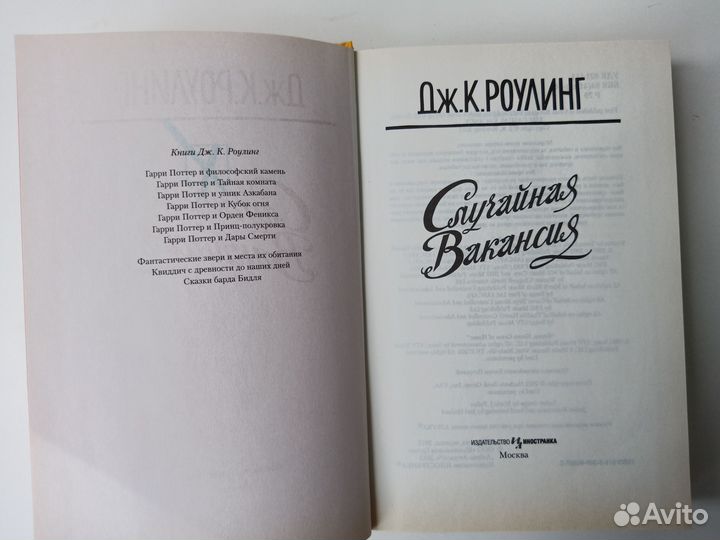 Книги Дж. К. Роулинг
Гарри Поттер и философский камень
Гарри Поттер и Тайная комната
Гарри Поттер и узник Азкабана
Гарри Поттер и Кубок огня
Гарри Поттер и Орден Феникса
Гарри Поттер и Принц-полукровка
Гарри Поттер и Дары Смерти
Фантастические звери и места их обитания
Квиддич с древности до наших дней
Сказки барда Бидля
Дж.К.РОУЛИНГ
Случайная
Вакансия
ИЗДАТЕЛЬСТВО ИНОСТРАНКА
Москва
Avito